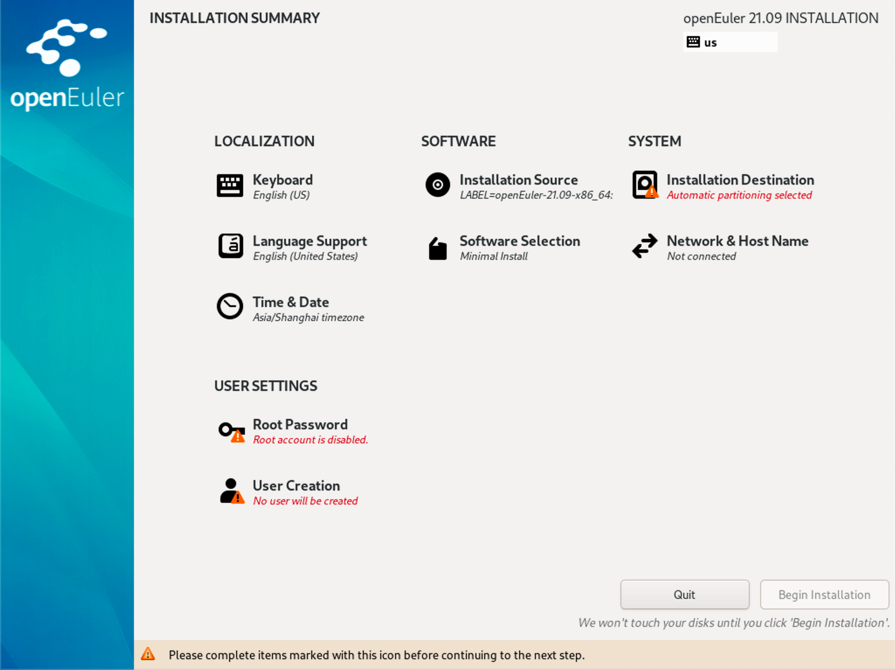 openEuler
INSTALLATION SUMMARY
openEuler 21.09 INSTALLATION
us
LOCALIZATION
Keyboard
English (US)
Language Support
English (United States)
Time & Date
Asia/Shanghai timezone
SOFTWARE
Installation Source
LABEL=openEuler-21.09-x86_64:
Software Selection
Minimal Install
SYSTEM
Installation Destination
Automatic partitioning selected
Network & Host Name
Not connected
USER SETTINGS
Root Password
Root account is disabled.
User Creation
No user will be created
Quit
Begin Installation
We won't touch your disks until you click 'Begin Installation'.
Please complete items marked with this icon before continuing to the next step.